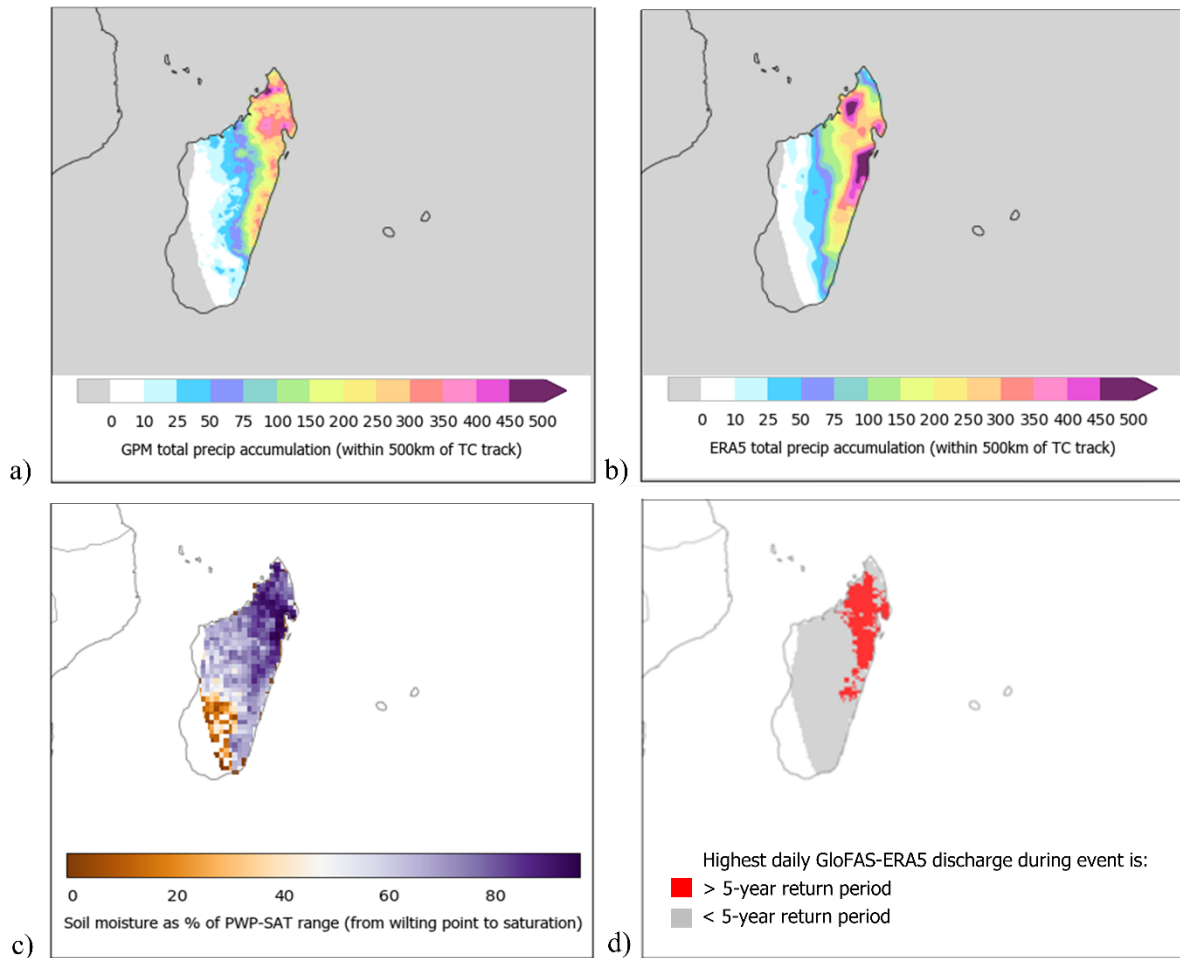 0 10 25 50 75 100 150 200 250 300 350 400 450 500
GPM total precip accumulation (within 500km of TC track)
a)
0 10 25 50 75 100 150 200 250 300 350 400 450 500
ERA5 total precip accumulation (within 500km of TC track)
b)
0 20 40 60 80
Soil moisture as % of PWP-SAT range (from wilting point to saturation)
c)
Highest daily GloFAS-ERA5 discharge during event is:
> 5-year return period
< 5-year return period
d)